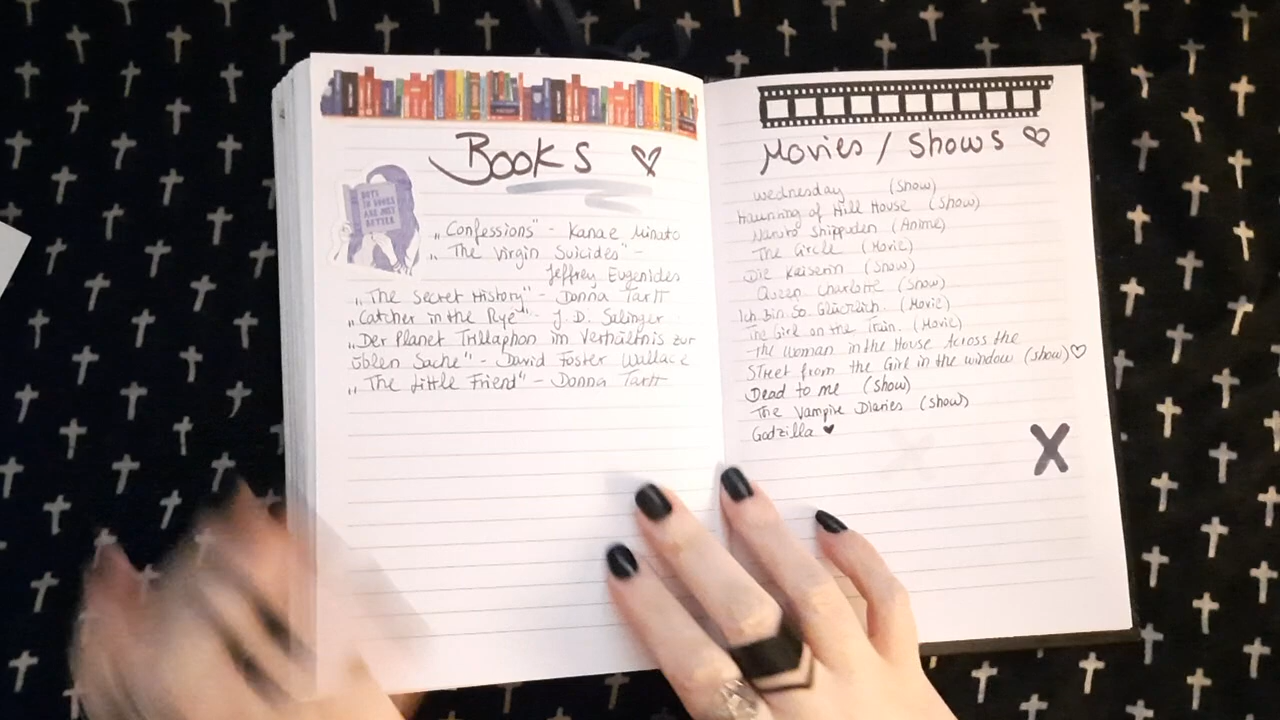 Books
BOYS
IN BOOKS
ARE JUST
BETTER
„Confessions" - Kanae Minato
„The Virgin Suicides" -
Jeffrey Eugenides
„The Secret History" - Donna Tartt
„Catcher in the Rye" - J.D. Salinger
„Der Planet Trillaphon im Verhältnis zur
üblen Sache" - David Foster Wallace
„The Little Friend" - Donna Tartt
Movies / Shows
Wednesday (Show)
Haunting of Hill House (Show)
Naruto Shippuden (Anime)
The Circle (Movie)
Die Kaiserin (Show)
Queen Charlotte (Show)
Ich bin so Glücklich. (Movie)
The Girl on the Train. (Movie)
-The Woman in the House Across the
Street from the Girl in the window (show)♡
Dead to me (show)
The Vampire Diaries (show)
Godzilla ♥
X